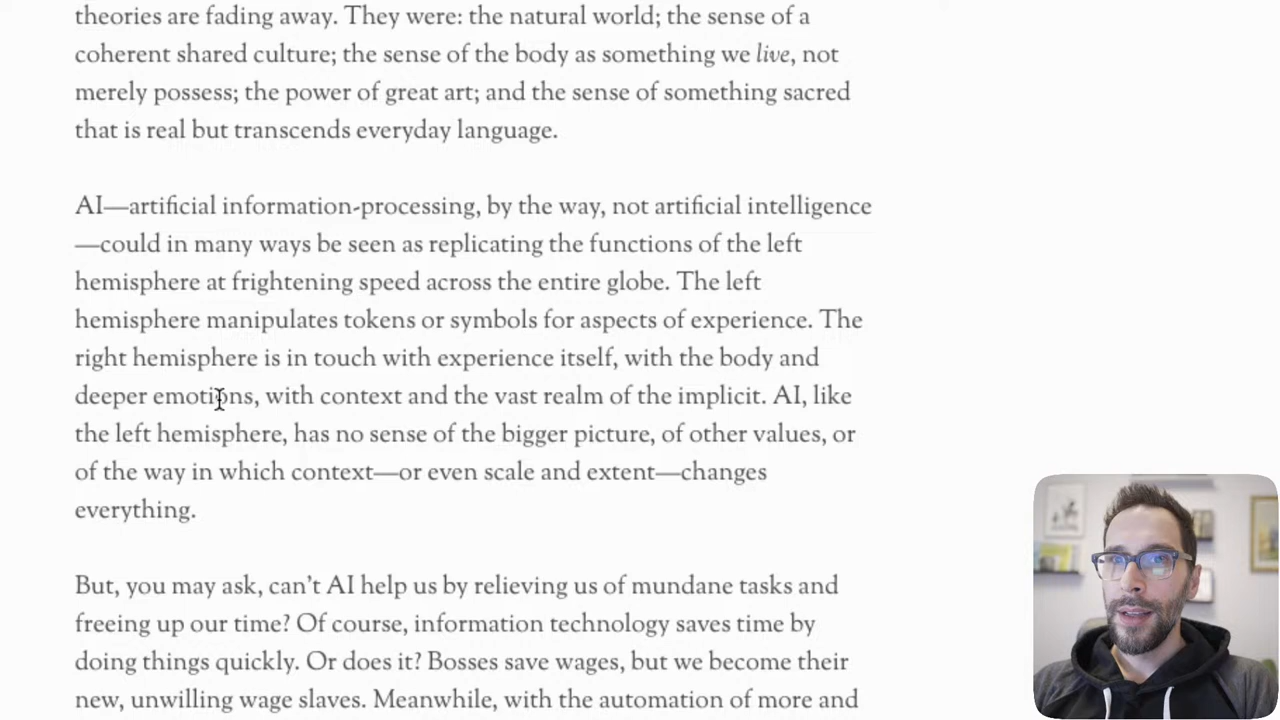 theories are fading away. They were: the natural world; the sense of a
coherent shared culture; the sense of the body as something we live, not
merely possess; the power of great art; and the sense of something sacred
that is real but transcends everyday language.
AI—artificial information-processing, by the way, not artificial intelligence
—could in many ways be seen as replicating the functions of the left
hemisphere at frightening speed across the entire globe. The left
hemisphere manipulates tokens or symbols for aspects of experience. The
right hemisphere is in touch with experience itself, with the body and
deeper emotions, with context and the vast realm of the implicit. AI, like
the left hemisphere, has no sense of the bigger picture, of other values, or
of the way in which context—or even scale and extent—changes
everything.
But, you may ask, can’t AI help us by relieving us of mundane tasks and
freeing up our time? Of course, information technology saves time by
doing things quickly. Or does it? Bosses save wages, but we become their
new, unwilling wage slaves. Meanwhile, with the automation of more and